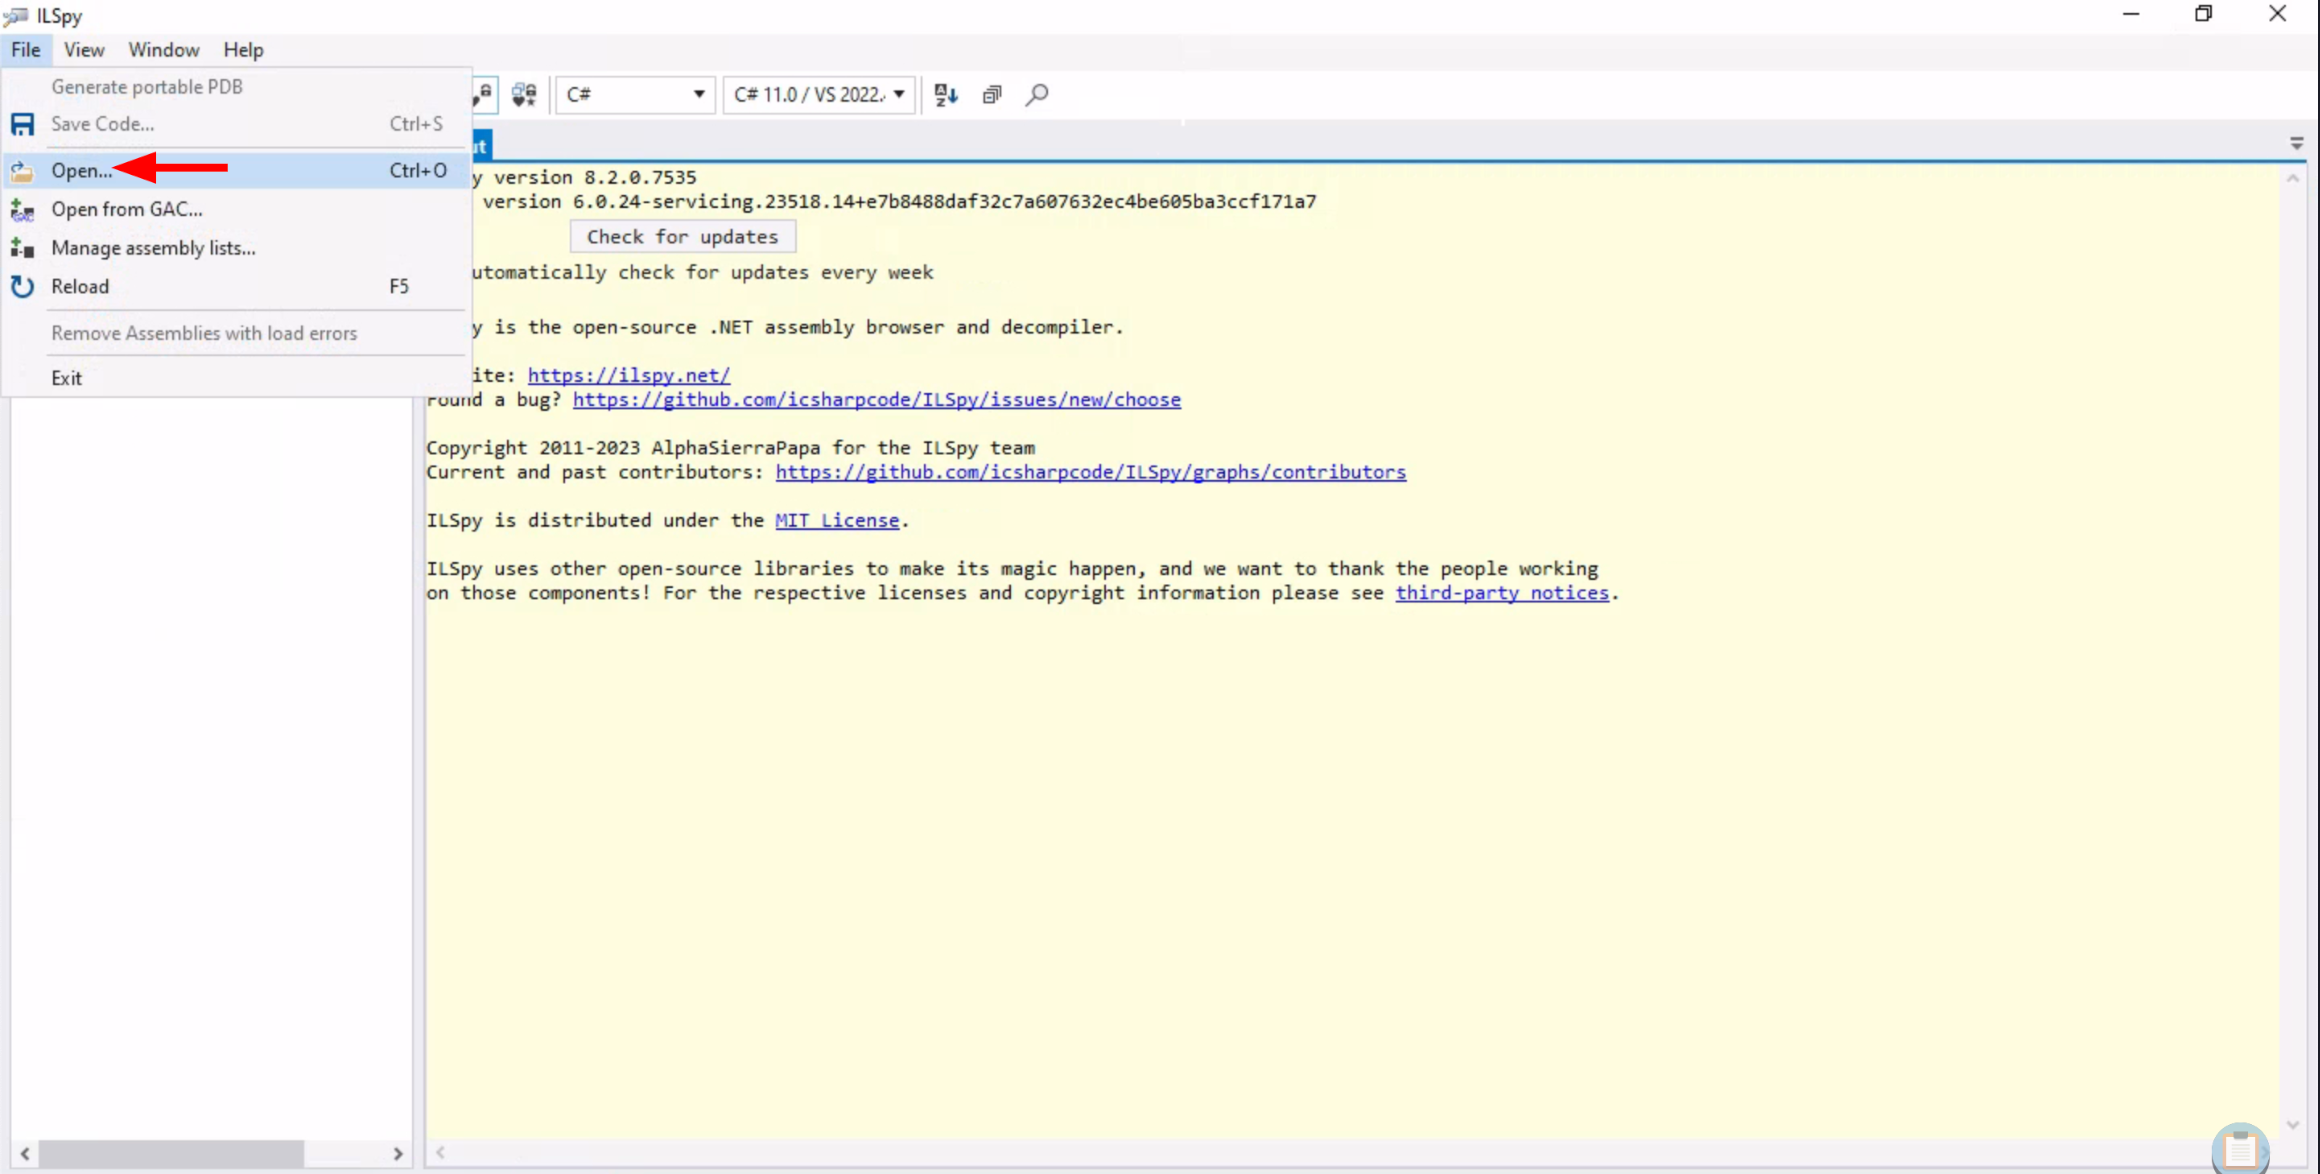 ILSpy
File View Window Help
Generate portable PDB
Save Code... Ctrl+S
Open... Ctrl+O
Open from GAC...
Manage assembly lists...
Reload F5
Remove Assemblies with load errors
Exit
C# C# 11.0 / VS 2022.
ut
y version 8.2.0.7535
version 6.0.24-servicing.23518.14+e7b8488daf32c7a607632ec4be605ba3ccf171a7
Check for updates
utomatically check for updates every week
y is the open-source .NET assembly browser and decompiler.
ite: https://ilspy.net/
Found a bug? https://github.com/icsharpcode/ILSpy/issues/new/choose
Copyright 2011-2023 AlphaSierraPapa for the ILSpy team
Current and past contributors: https://github.com/icsharpcode/ILSpy/graphs/contributors
ILSpy is distributed under the MIT License.
ILSpy uses other open-source libraries to make its magic happen, and we want to thank the people working
on those components! For the respective licenses and copyright information please see third-party notices.